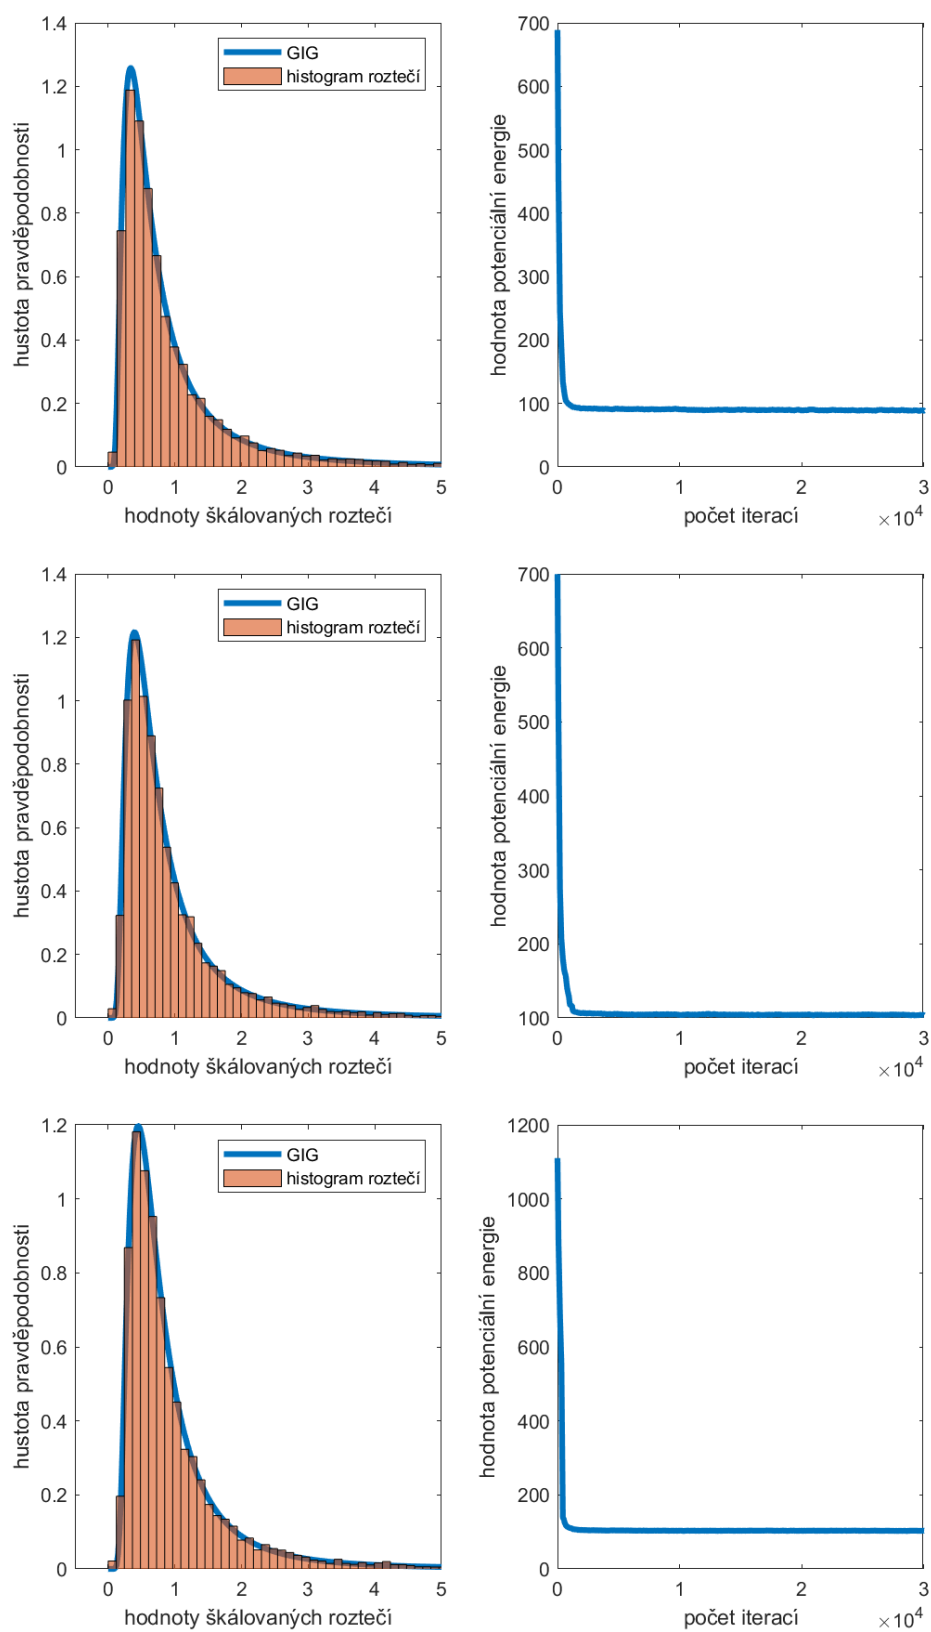 1.4
1.2
1
0.8
0.6
0.4
0.2
0
0 1 2 3 4 5
hustota pravděpodobnosti
hodnoty škálovaných roztečí
GIG
histogram roztečí
700
600
500
400
300
200
100
0
0 1 2 3
×10⁴
hodnota potenciální energie
počet iterací
1.4
1.2
1
0.8
0.6
0.4
0.2
0
0 1 2 3 4 5
hustota pravděpodobnosti
hodnoty škálovaných roztečí
GIG
histogram roztečí
700
600
500
400
300
200
100
0 1 2 3
×10⁴
hodnota potenciální energie
počet iterací
1.2
1
0.8
0.6
0.4
0.2
0
0 1 2 3 4 5
hustota pravděpodobnosti
hodnoty škálovaných roztečí
GIG
histogram roztečí
1200
1000
800
600
400
200
0
0 1 2 3
×10⁴
hodnota potenciální energie
počet iterací